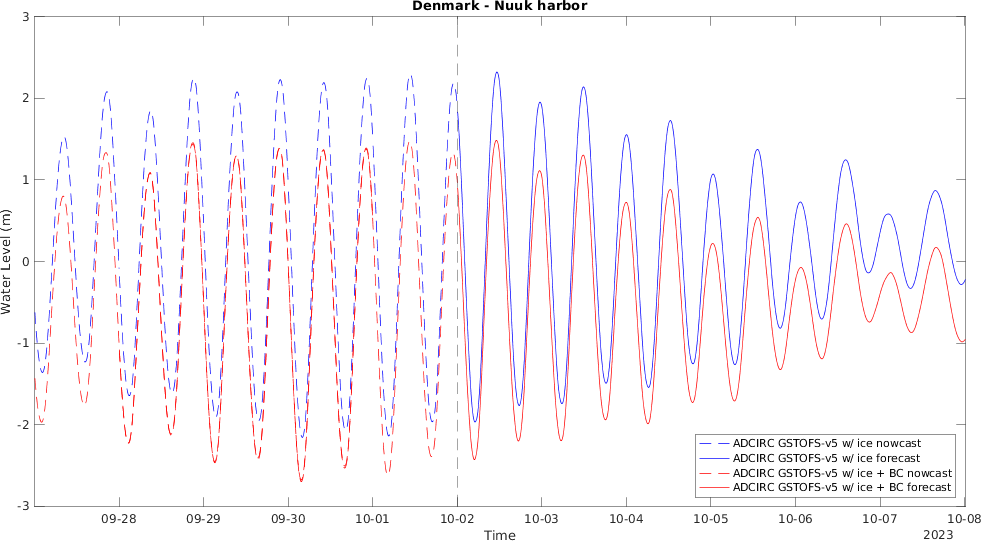 Denmark - Nuuk harbor
3
2
1
0
-1
-2
-3
Water Level (m)
09-28 09-29 09-30 10-01 10-02 10-03 10-04 10-05 10-06 10-07 10-08
Time
2023
ADCIRC GSTOFS-v5 w/ ice nowcast
ADCIRC GSTOFS-v5 w/ ice forecast
ADCIRC GSTOFS-v5 w/ ice + BC nowcast
ADCIRC GSTOFS-v5 w/ ice + BC forecast